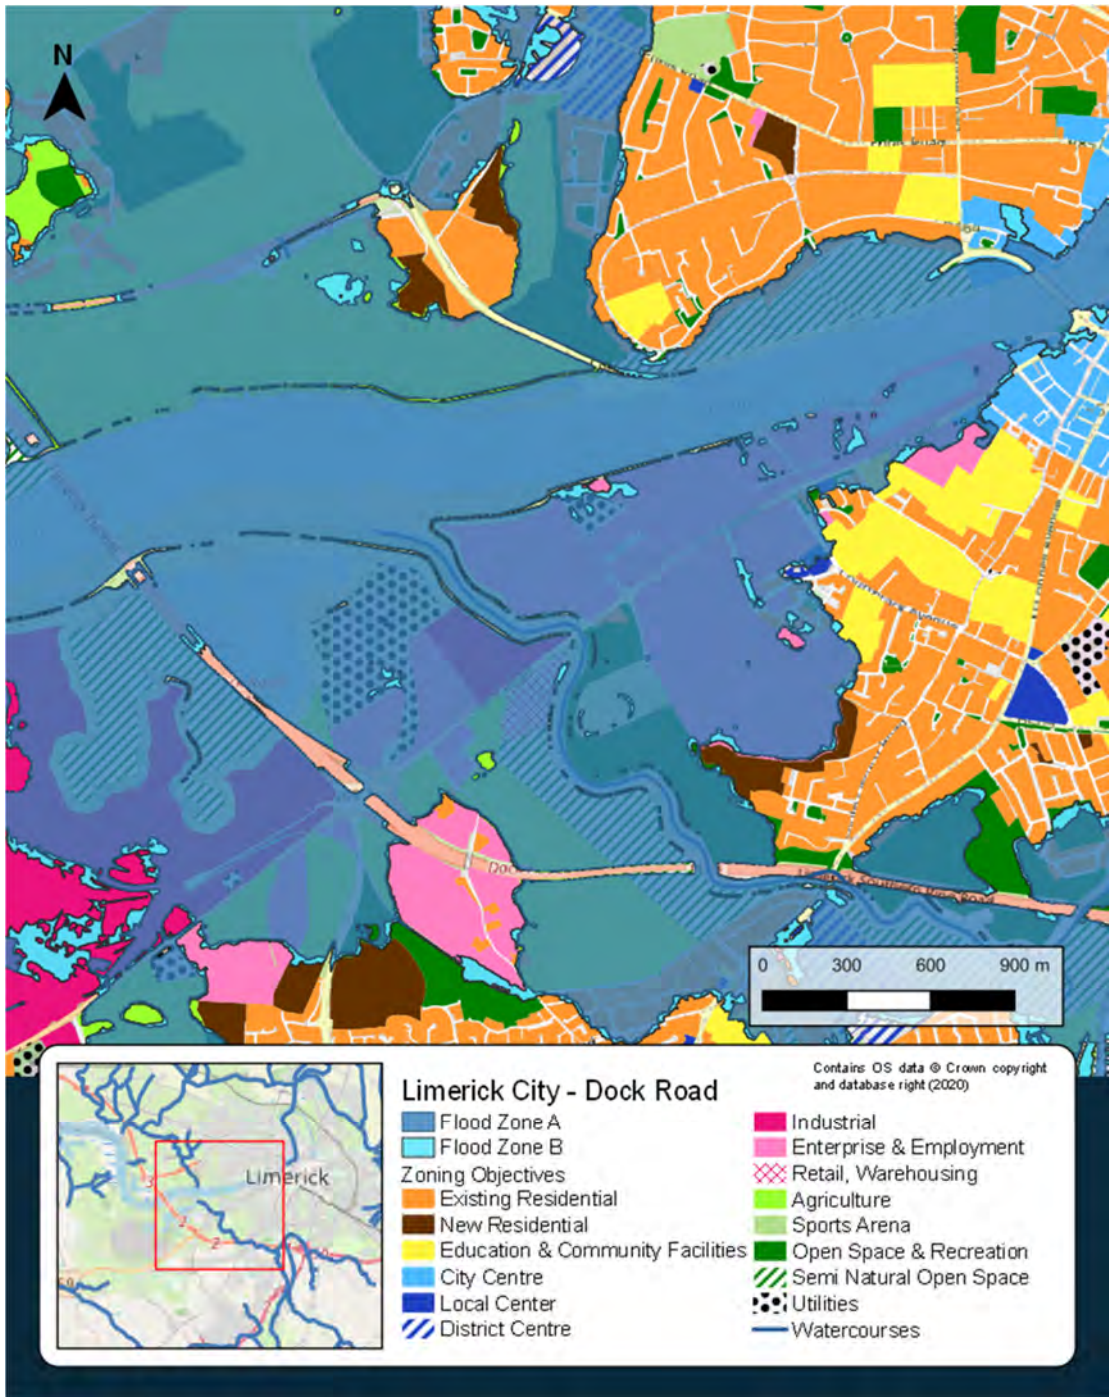 N
0 300 600 900 m
Contains OS data © Crown copyright
and database right (2020)
Limerick City - Dock Road
Flood Zone A
Flood Zone B
Zoning Objectives
Existing Residential
New Residential
Education & Community Facilities
City Centre
Local Center
District Centre
Industrial
Enterprise & Employment
Retail, Warehousing
Agriculture
Sports Arena
Open Space & Recreation
Semi Natural Open Space
Utilities
Watercourses
Limerick